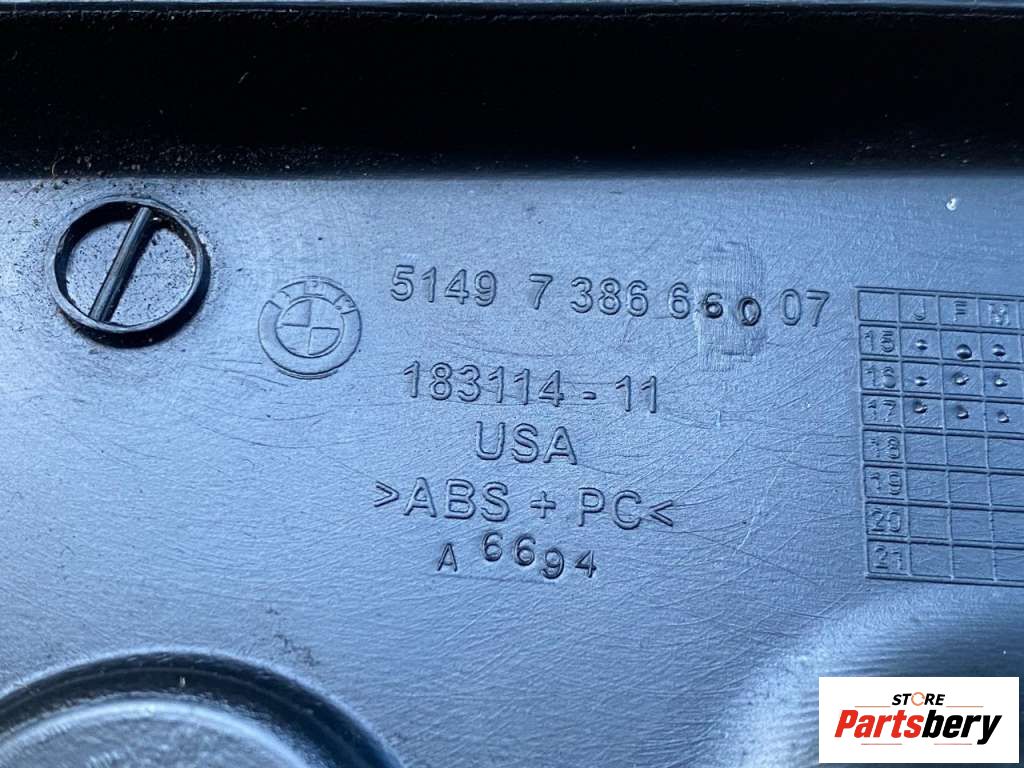 5149 7 386 660 07
183114 - 11
USA
>ABS + PC<
A 6694
J F M
15
16
17
18
19
20
21
STORE
Partsbery